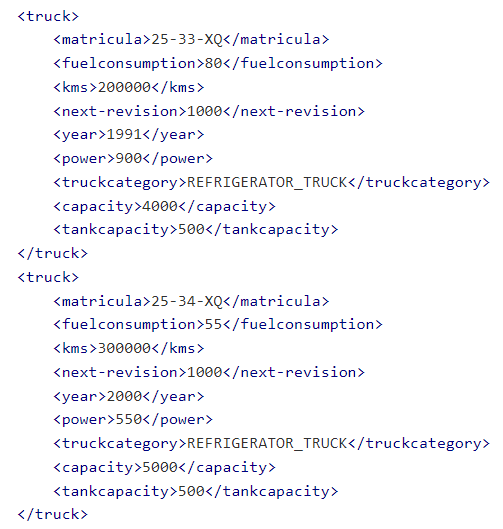 <truck>
<matricula>25-33-XQ</matricula>
<fuelconsumption>80</fuelconsumption>
<kms>200000</kms>
<next-revision>1000</next-revision>
<year>1991</year>
<power>900</power>
<truckcategory>REFRIGERATOR_TRUCK</truckcategory>
<capacity>4000</capacity>
<tankcapacity>500</tankcapacity>
</truck>
<truck>
<matricula>25-34-XQ</matricula>
<fuelconsumption>55</fuelconsumption>
<kms>300000</kms>
<next-revision>1000</next-revision>
<year>2000</year>
<power>550</power>
<truckcategory>REFRIGERATOR_TRUCK</truckcategory>
<capacity>5000</capacity>
<tankcapacity>500</tankcapacity>
</truck>